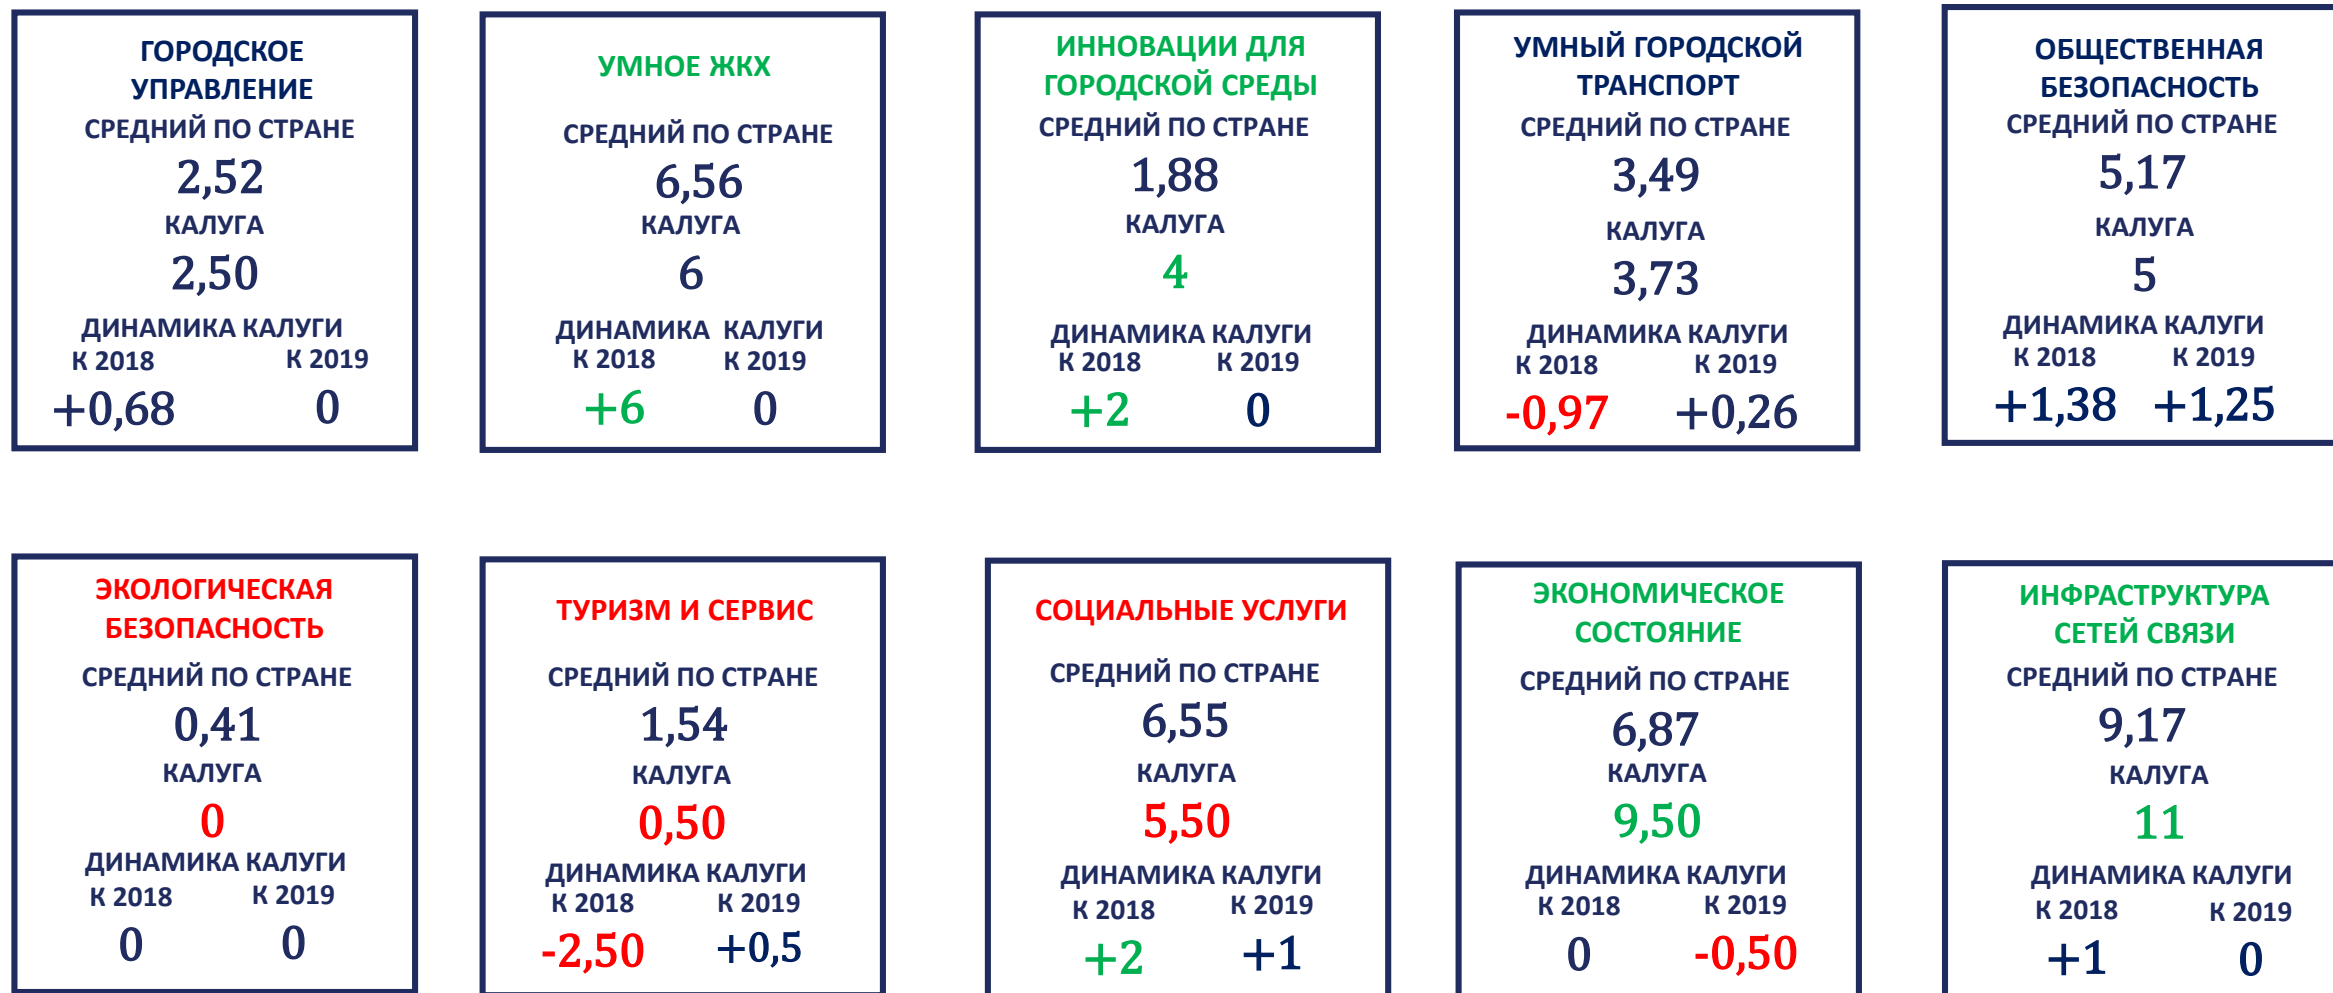 ГОРОДСКОЕ
УПРАВЛЕНИЕ
СРЕДНИЙ ПО СТРАНЕ
2,52
КАЛУГА
2,50
ДИНАМИКА КАЛУГИ
К 2018 К 2019
+0,68 0
УМНОЕ ЖКХ
СРЕДНИЙ ПО СТРАНЕ
6,56
КАЛУГА
6
ДИНАМИКА КАЛУГИ
К 2018 К 2019
+6 0
ИННОВАЦИИ ДЛЯ
ГОРОДСКОЙ СРЕДЫ
СРЕДНИЙ ПО СТРАНЕ
1,88
КАЛУГА
4
ДИНАМИКА КАЛУГИ
К 2018 К 2019
+2 0
УМНЫЙ ГОРОДСКОЙ
ТРАНСПОРТ
СРЕДНИЙ ПО СТРАНЕ
3,49
КАЛУГА
3,73
ДИНАМИКА КАЛУГИ
К 2018 К 2019
-0,97 +0,26
ОБЩЕСТВЕННАЯ
БЕЗОПАСНОСТЬ
СРЕДНИЙ ПО СТРАНЕ
5,17
КАЛУГА
5
ДИНАМИКА КАЛУГИ
К 2018 К 2019
+1,38 +1,25
ЭКОЛОГИЧЕСКАЯ
БЕЗОПАСНОСТЬ
СРЕДНИЙ ПО СТРАНЕ
0,41
КАЛУГА
0
ДИНАМИКА КАЛУГИ
К 2018 К 2019
0 0
ТУРИЗМ И СЕРВИС
СРЕДНИЙ ПО СТРАНЕ
1,54
КАЛУГА
0,50
ДИНАМИКА КАЛУГИ
К 2018 К 2019
-2,50 +0,5
СОЦИАЛЬНЫЕ УСЛУГИ
СРЕДНИЙ ПО СТРАНЕ
6,55
КАЛУГА
5,50
ДИНАМИКА КАЛУГИ
К 2018 К 2019
+2 +1
ЭКОНОМИЧЕСКОЕ
СОСТОЯНИЕ
СРЕДНИЙ ПО СТРАНЕ
6,87
КАЛУГА
9,50
ДИНАМИКА КАЛУГИ
К 2018 К 2019
0 -0,50
ИНФРАСТРУКТУРА
СЕТЕЙ СВЯЗИ
СРЕДНИЙ ПО СТРАНЕ
9,17
КАЛУГА
11
ДИНАМИКА КАЛУГИ
К 2018 К 2019
+1 0